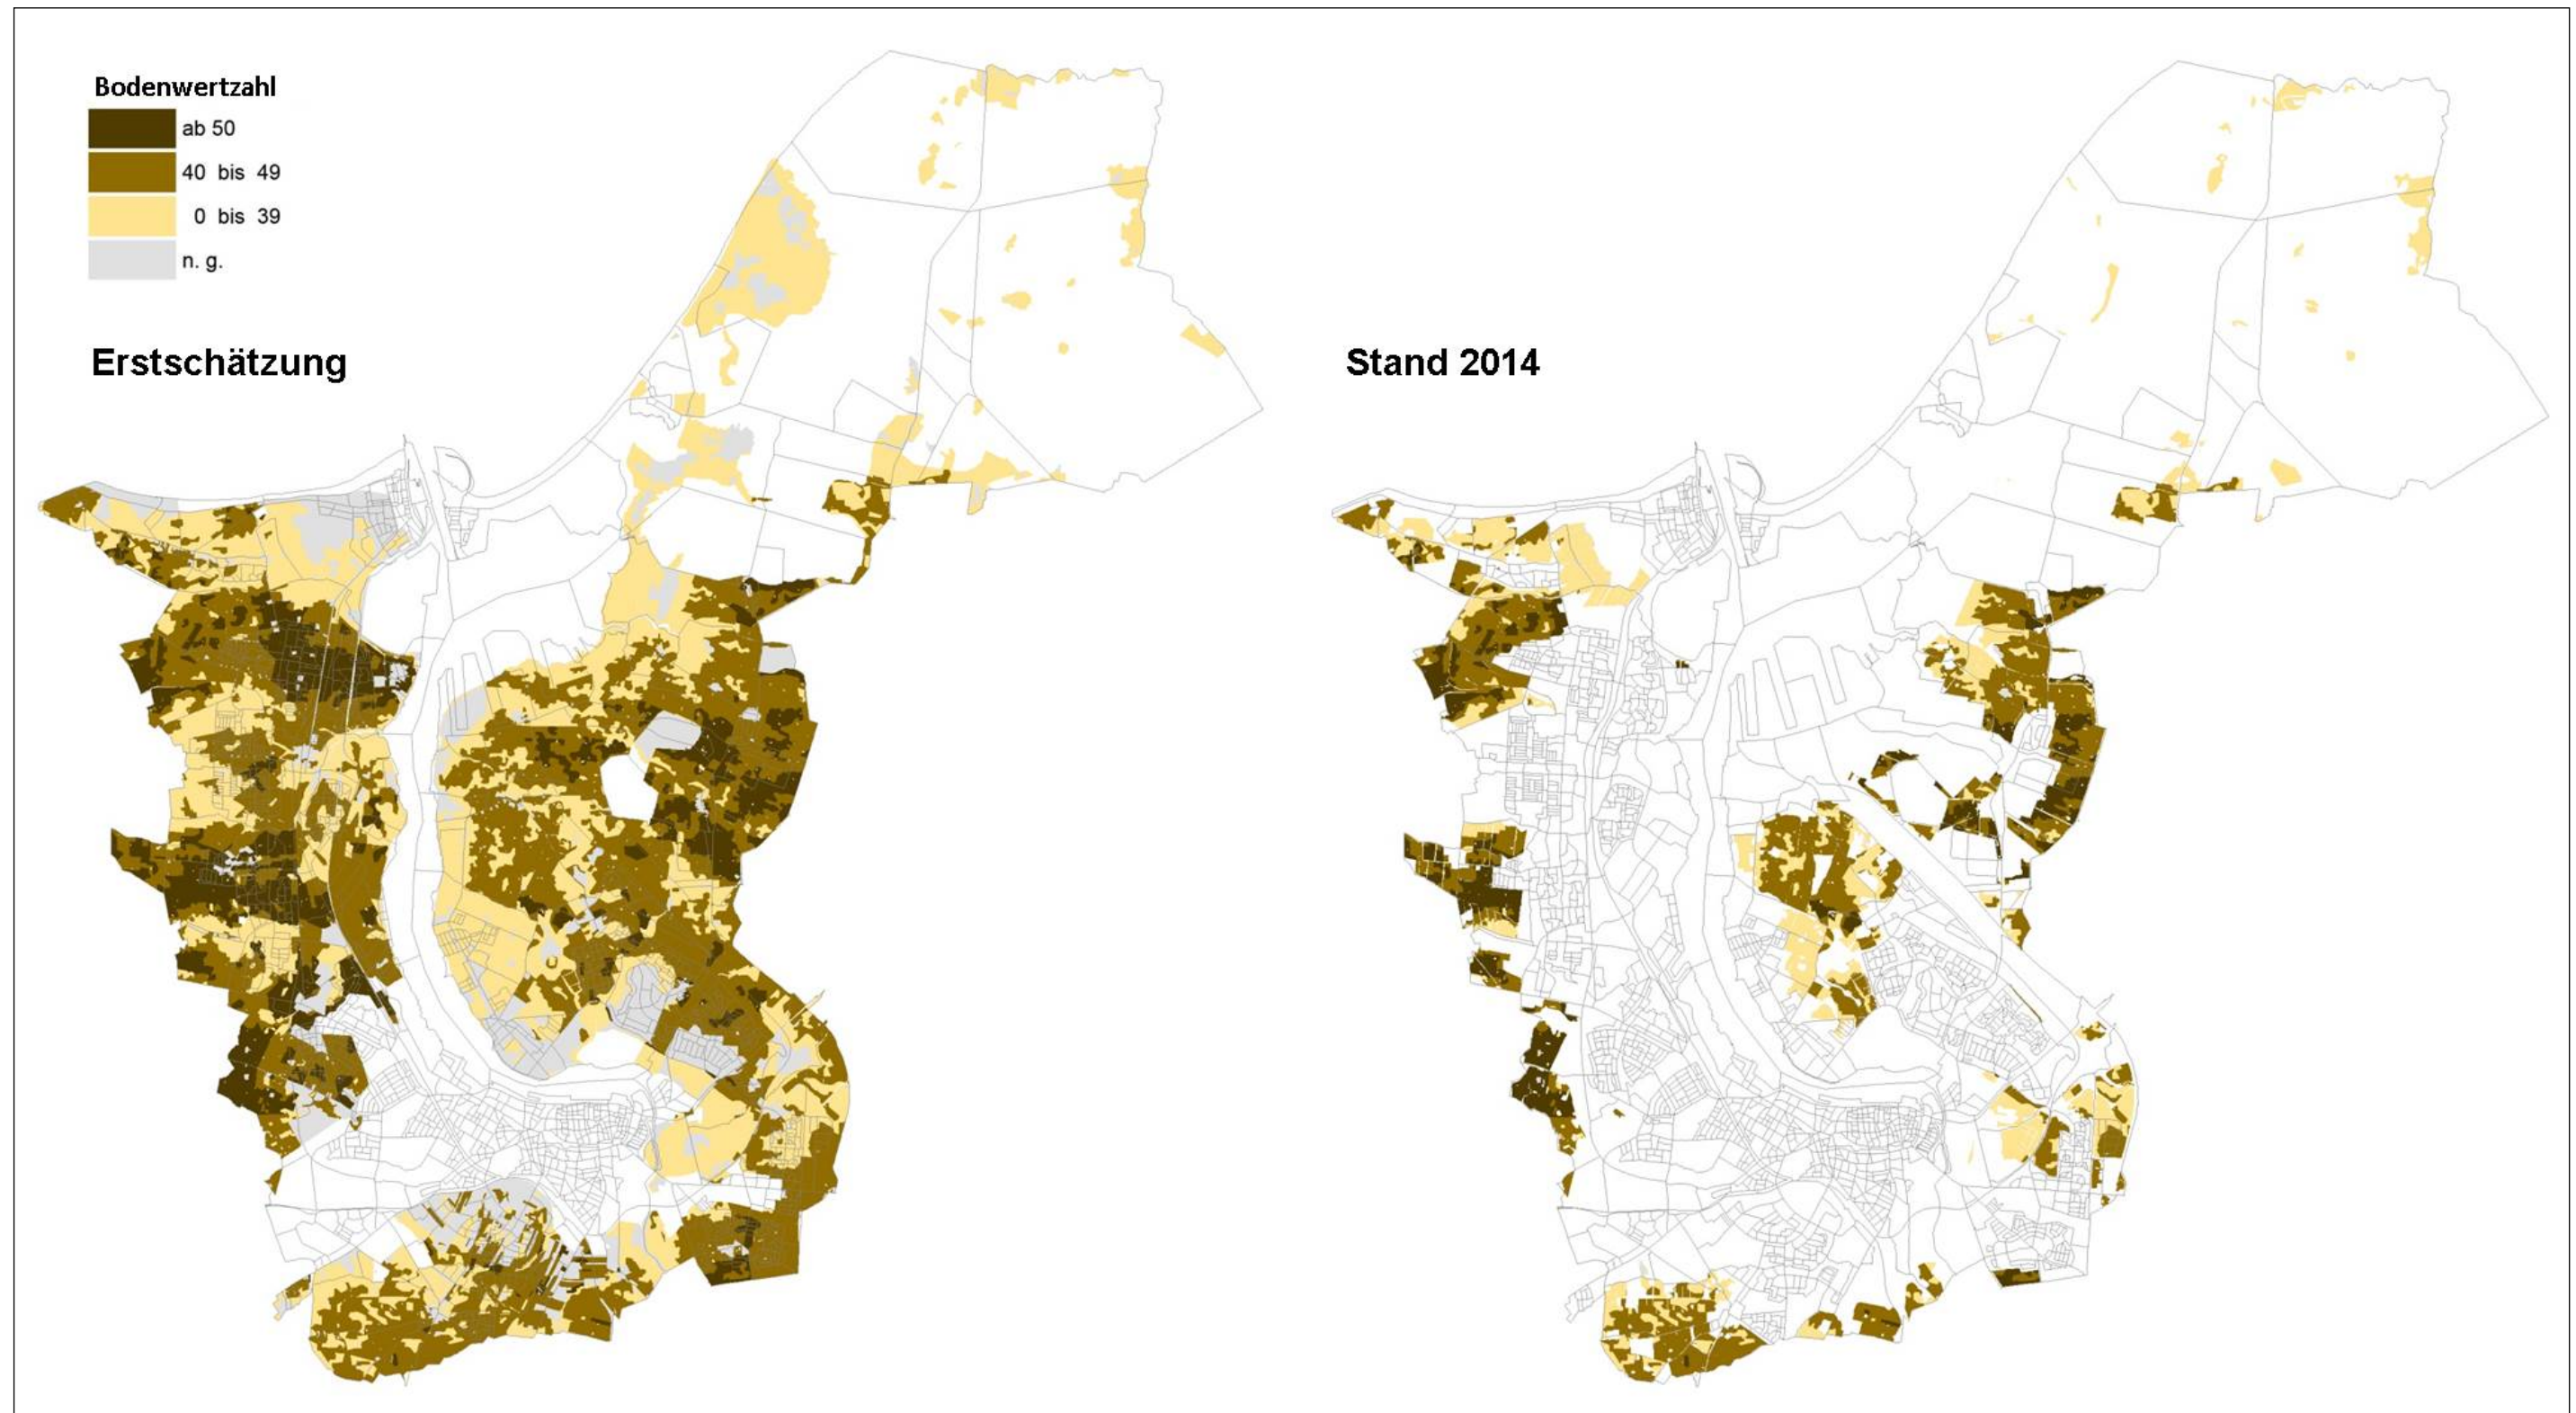 Bodenwertzahl
ab 50
40 bis 49
0 bis 39
n. g.
Erstschätzung
Stand 2014